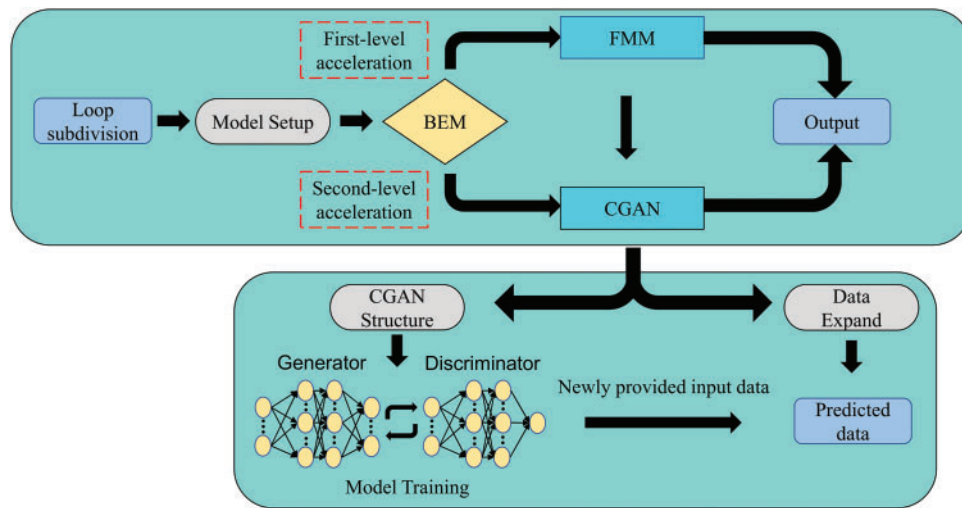 First-level
acceleration
FMM
Loop
subdivision
Model Setup
BEM
Output
Second-level
acceleration
CGAN
CGAN
Structure
Data
Expand
Generator
Discriminator
Newly provided input data
Predicted
data
Model Training